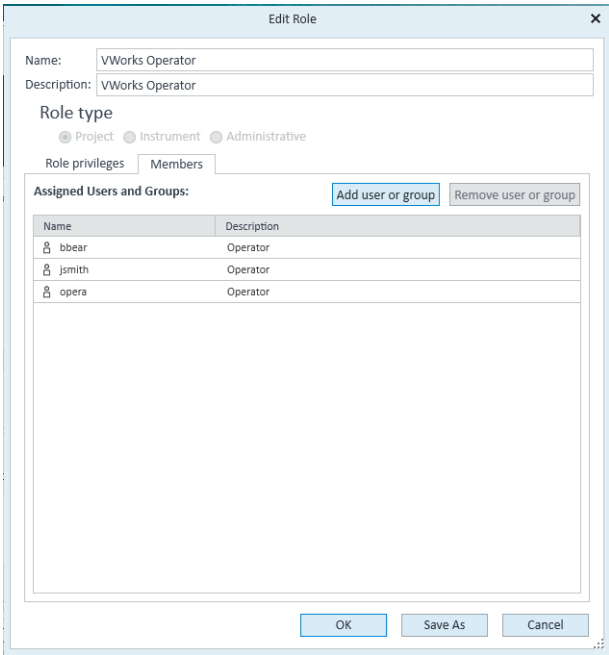 Edit Role
Name: VWorks Operator
Description: VWorks Operator
Role type
Project Instrument Administrative
Role privileges Members
Assigned Users and Groups: Add user or group Remove user or group
Name Description
bbear Operator
jsmith Operator
opera Operator
OK Save As Cancel